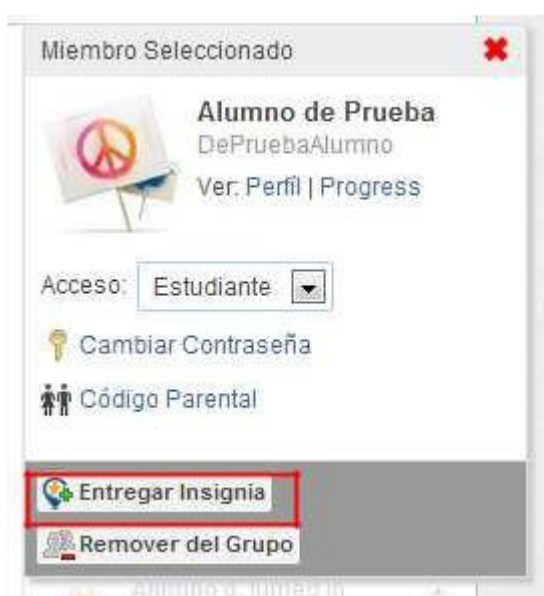 Miembro Seleccionado
Alumno de Prueba
DePruebaAlumno
Ver: Perfil | Progress
Acceso: Estudiante
Cambiar Contraseña
Código Parental
Entregar Insignia
Remover del Grupo